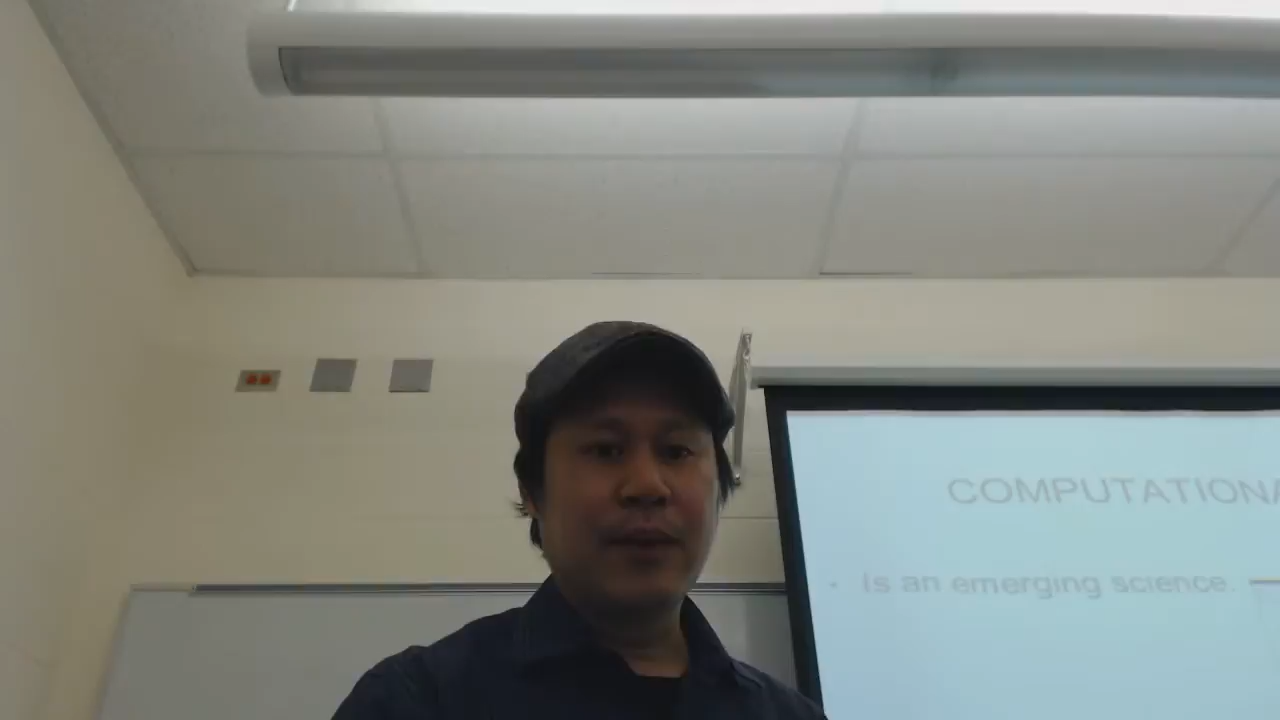 COMPUTATIONA
• Is an emerging science.